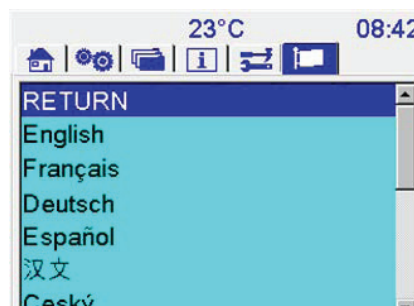 23°C 08:42
RETURN
English
Français
Deutsch
Español
汉文
Ceský